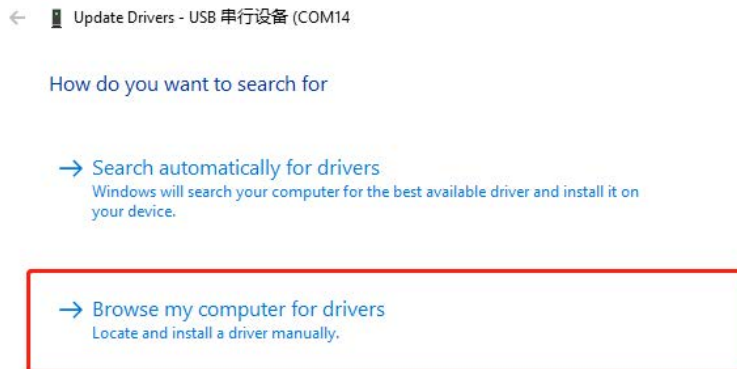 Update Drivers - USB 串行设备 (COM14
How do you want to search for
Search automatically for drivers
Windows will search your computer for the best available driver and install it on
your device.
Browse my computer for drivers
Locate and install a driver manually.